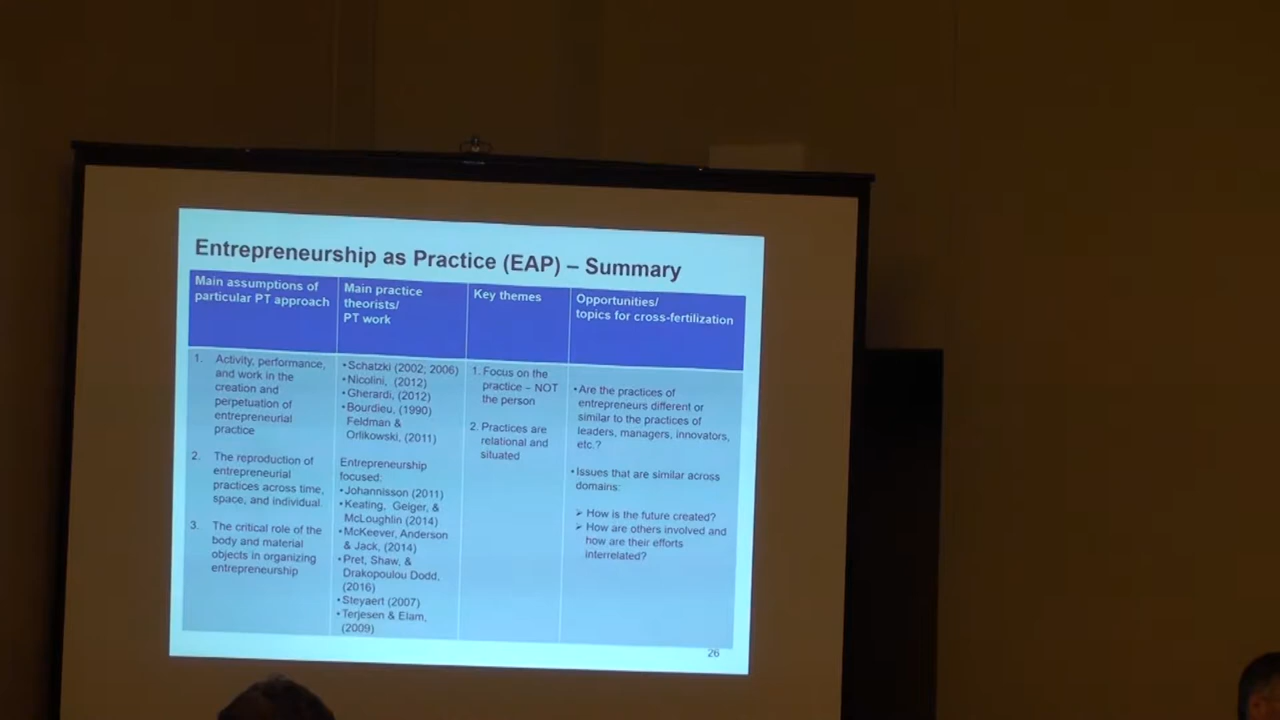 Entrepreneurship as Practice (EAP) – Summary
Main assumptions of
particular PT approach
Main practice
theorists/
PT work
Key themes
Opportunities/
topics for cross-fertilization
1. Activity, performance,
and work in the
creation and
perpetuation of
entrepreneurial
practice
2. The reproduction of
entrepreneurial
practices across time,
space, and individual.
3. The critical role of the
body and material
objects in organizing
entrepreneurship
•Schatzki (2002; 2006)
•Nicolini, (2012)
•Gherardi, (2012)
•Bourdieu, (1990)
Feldman &
Orlikowski, (2011)
Entrepreneurship
focused:
•Johannisson (2011)
•Keating, Geiger, &
McLoughlin (2014)
•McKeever, Anderson
& Jack, (2014)
•Pret, Shaw, &
Drakopoulou Dodd,
(2016)
•Steyaert (2007)
•Terjesen & Elam,
(2009)
1. Focus on the
practice – NOT
the person
2. Practices are
relational and
situated
•Are the practices of
entrepreneurs different or
similar to the practices of
leaders, managers, innovators,
etc.?
•Issues that are similar across
domains:
➢ How is the future created?
➢ How are others involved and
how are their efforts
interrelated?
26